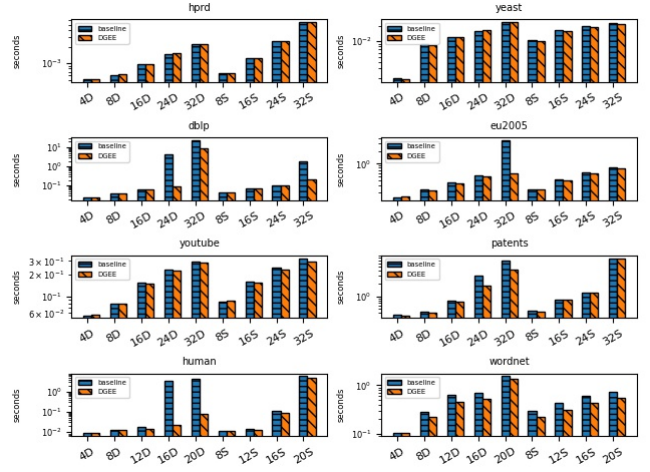 hprd
seconds
10⁻³
baseline
DGEE
4D 8D 16D 24D 32D 8S 16S 24S 32S
yeast
seconds
10⁻²
baseline
DGEE
4D 8D 16D 24D 32D 8S 16S 24S 32S
dblp
seconds
10¹
10⁰
10⁻¹
baseline
DGEE
4D 8D 16D 24D 32D 8S 16S 24S 32S
eu2005
seconds
10⁰
baseline
DGEE
4D 8D 16D 24D 32D 8S 16S 24S 32S
youtube
seconds
3 × 10⁻¹
2 × 10⁻¹
10⁻¹
6 × 10⁻²
baseline
DGEE
4D 8D 16D 24D 32D 8S 16S 24S 32S
patents
seconds
10⁰
baseline
DGEE
4D 8D 16D 24D 32D 8S 16S 24S 32S
human
seconds
10⁰
10⁻¹
10⁻²
baseline
DGEE
4D 8D 12D 16D 20D 8S 12S 16S 20S
wordnet
seconds
10⁰
10⁻¹
baseline
DGEE
4D 8D 12D 16D 20D 8S 12S 16S 20S